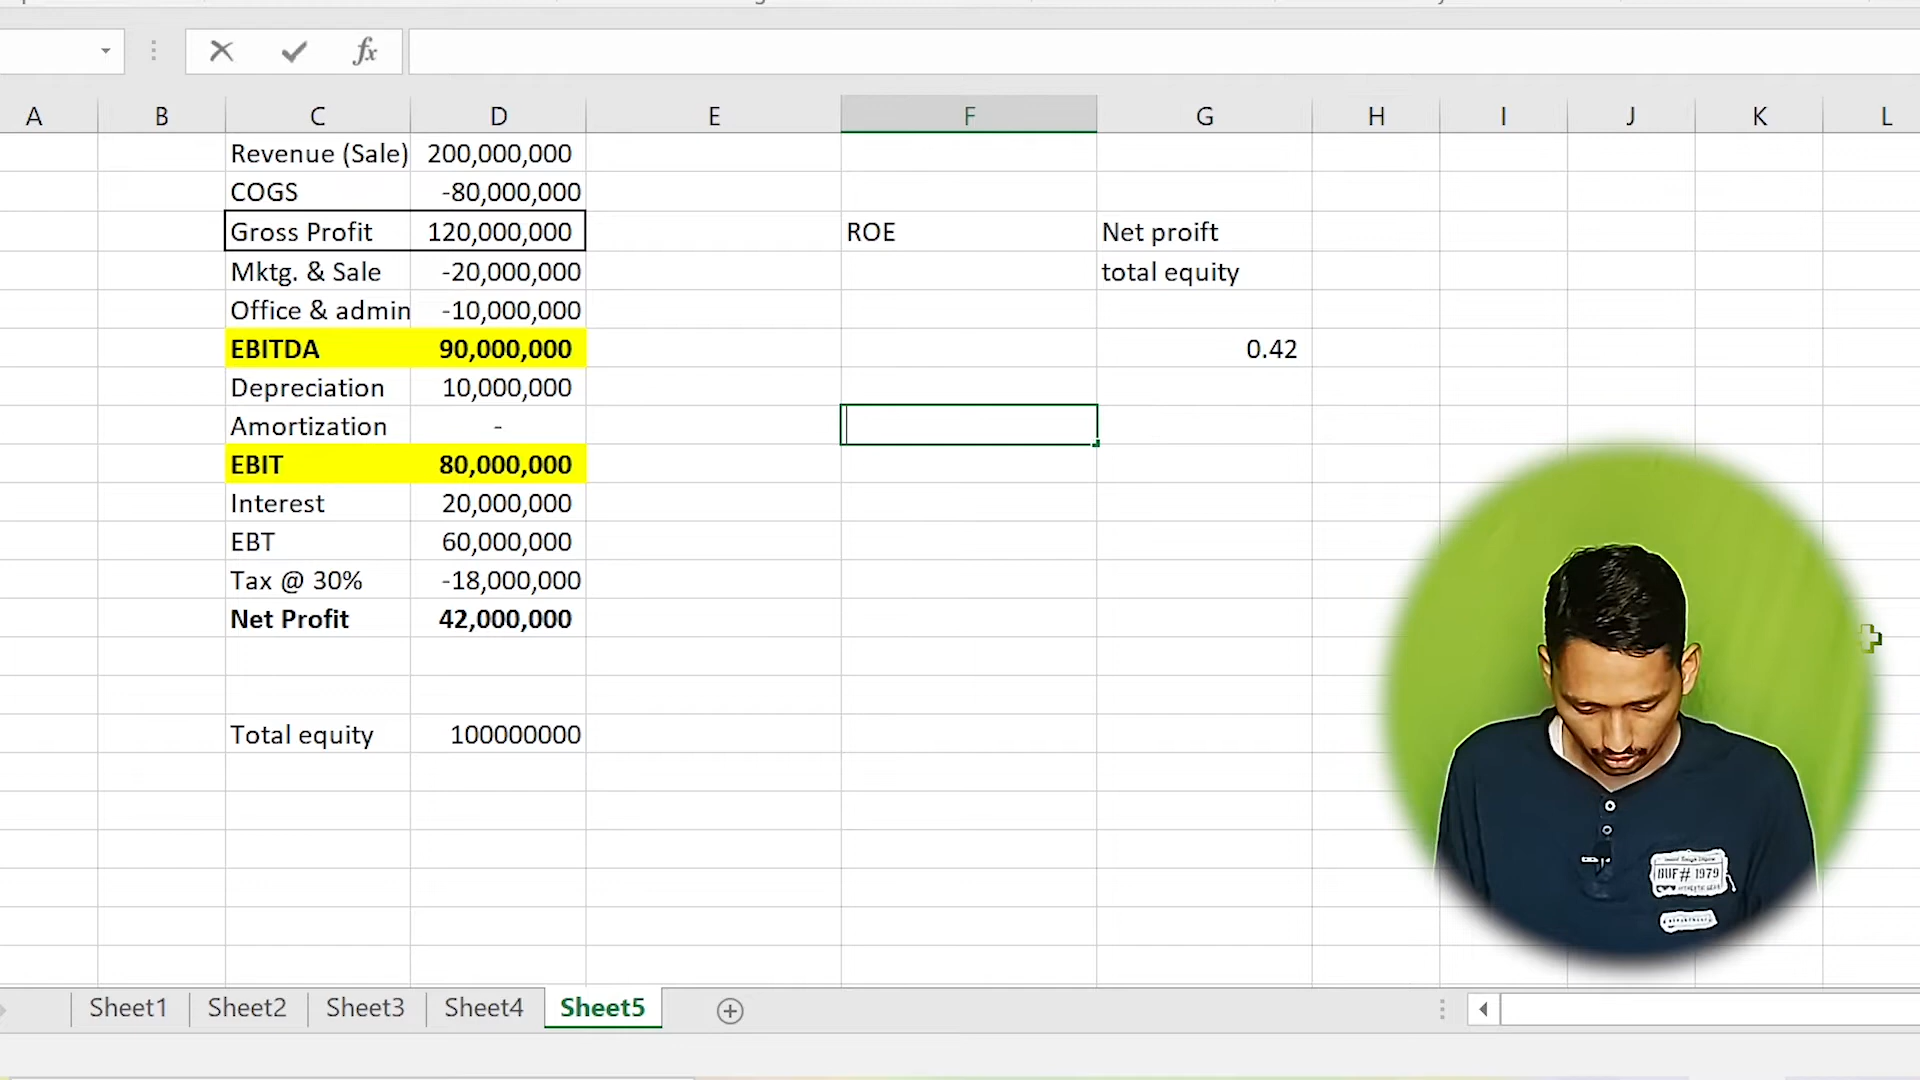 fx
A B C D E F G H I J K L
Revenue (Sale) 200,000,000
COGS -80,000,000
Gross Profit 120,000,000 ROE Net proift
Mktg. & Sale -20,000,000 total equity
Office & admin -10,000,000
EBITDA 90,000,000 0.42
Depreciation 10,000,000
Amortization -
EBIT 80,000,000
Interest 20,000,000
EBT 60,000,000
Tax @ 30% -18,000,000
Net Profit 42,000,000
Total equity 100000000
BUF# 1979
Sheet1 Sheet2 Sheet3 Sheet4 Sheet5